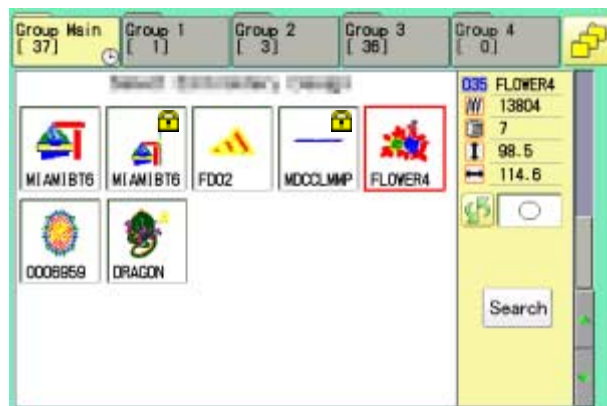 Group Main
[ 37]
Group 1
[ 1]
Group 2
[ 3]
Group 3
[ 36]
Group 4
[ 0]
MIAMIBT6
MIAMIBT6
FD02
MDCCLMMP
FLOWER4
0006959
DRAGON
035 FLOWER4
13804
7
98.5
114.6
Search